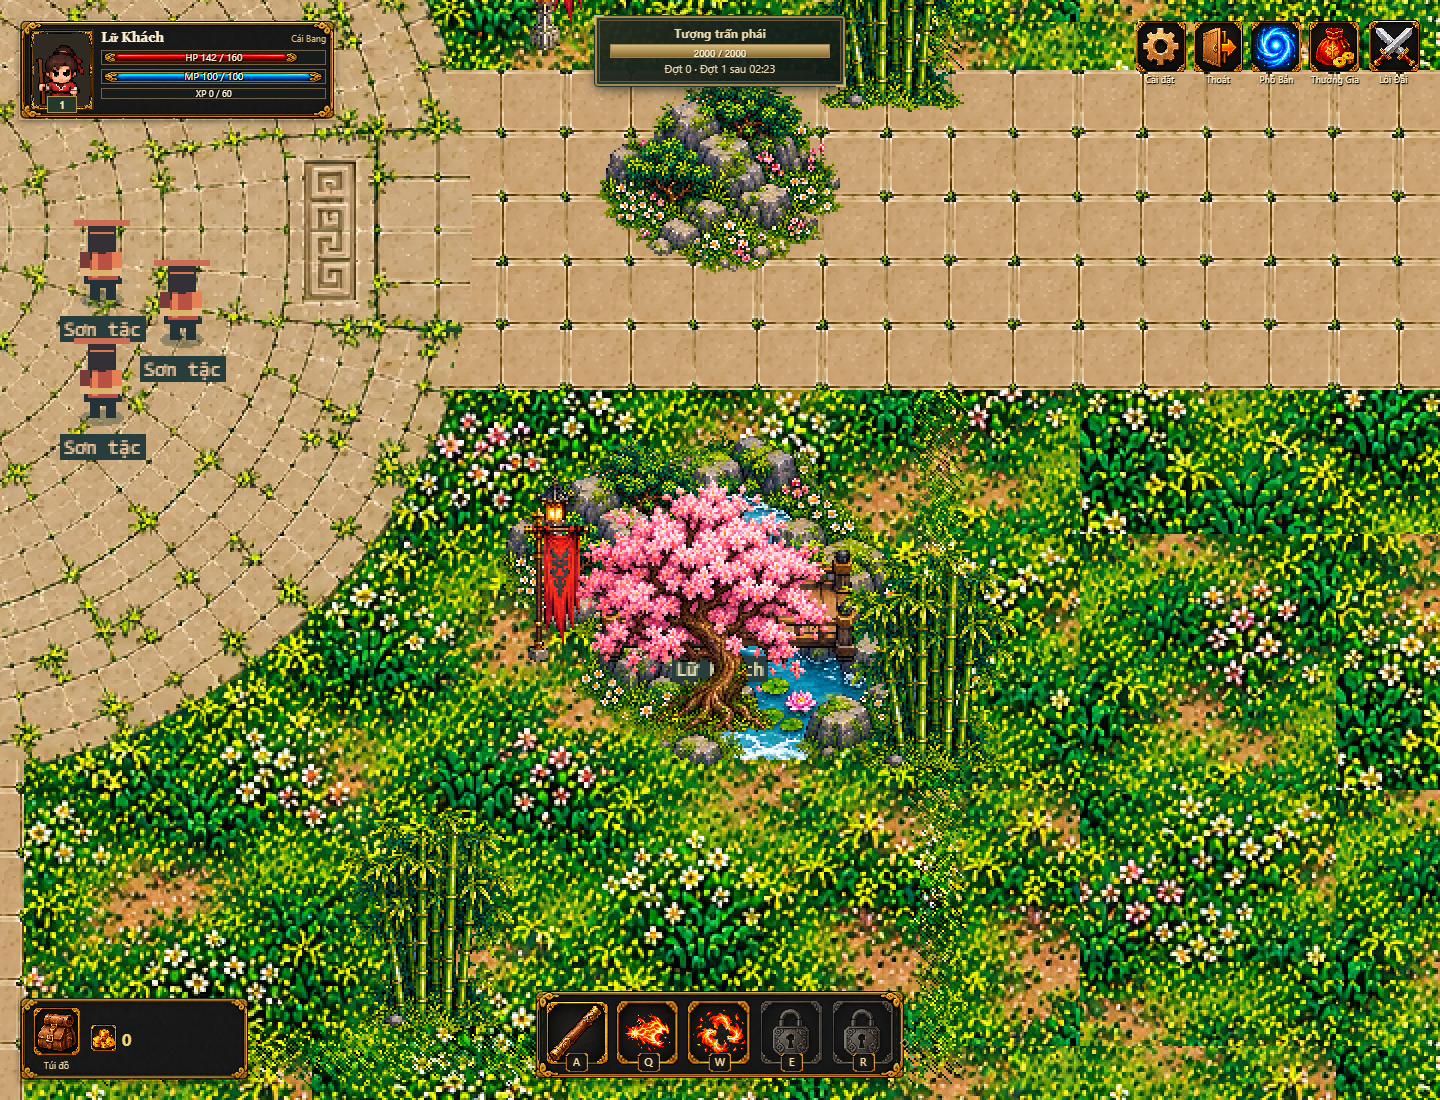 Lữ Khách
Cái Bang
HP 142 / 160
MP 100 / 100
XP 0 / 60
1
Tượng trấn phái
2000 / 2000
Đợt 0 · Đợt 1 sau 02:23
Cài đặt
Thoát
Phó Bản
Thương Gia
Lôi Đài
Sơn tặc
Sơn tặc
Sơn tặc
Lữ
ch
Túi đồ
0
A
Q
W
E
R